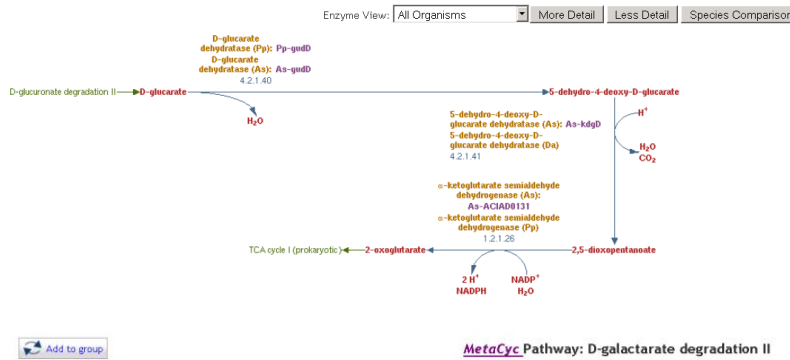 Enzyme View: All Organisms More Detail Less Detail Species Comparison
D-glucarate
dehydratase (Pp): Pp-gudD
D-glucarate
dehydratase (As): As-gudD
4.2.1.40
D-glucuronate degradation II D-glucarate 5-dehydro-4-deoxy-D-glucarate
H₂O
5-dehydro-4-deoxy-D-
glucarate dehydratase (As): As-kdgD
5-dehydro-4-deoxy-D-
glucarate dehydratase (Da)
4.2.1.41
H⁺
H₂O
CO₂
α-ketoglutarate semialdehyde
dehydrogenase (As):
As-ACIAD0131
α-ketoglutarate semialdehyde
dehydrogenase (Pp)
1.2.1.26
TCA cycle I (prokaryotic) 2-oxoglutarate 2,5-dioxopentanoate
2 H⁺ NADP⁺
NADPH H₂O
Add to group MetaCyc Pathway: D-galactarate degradation II